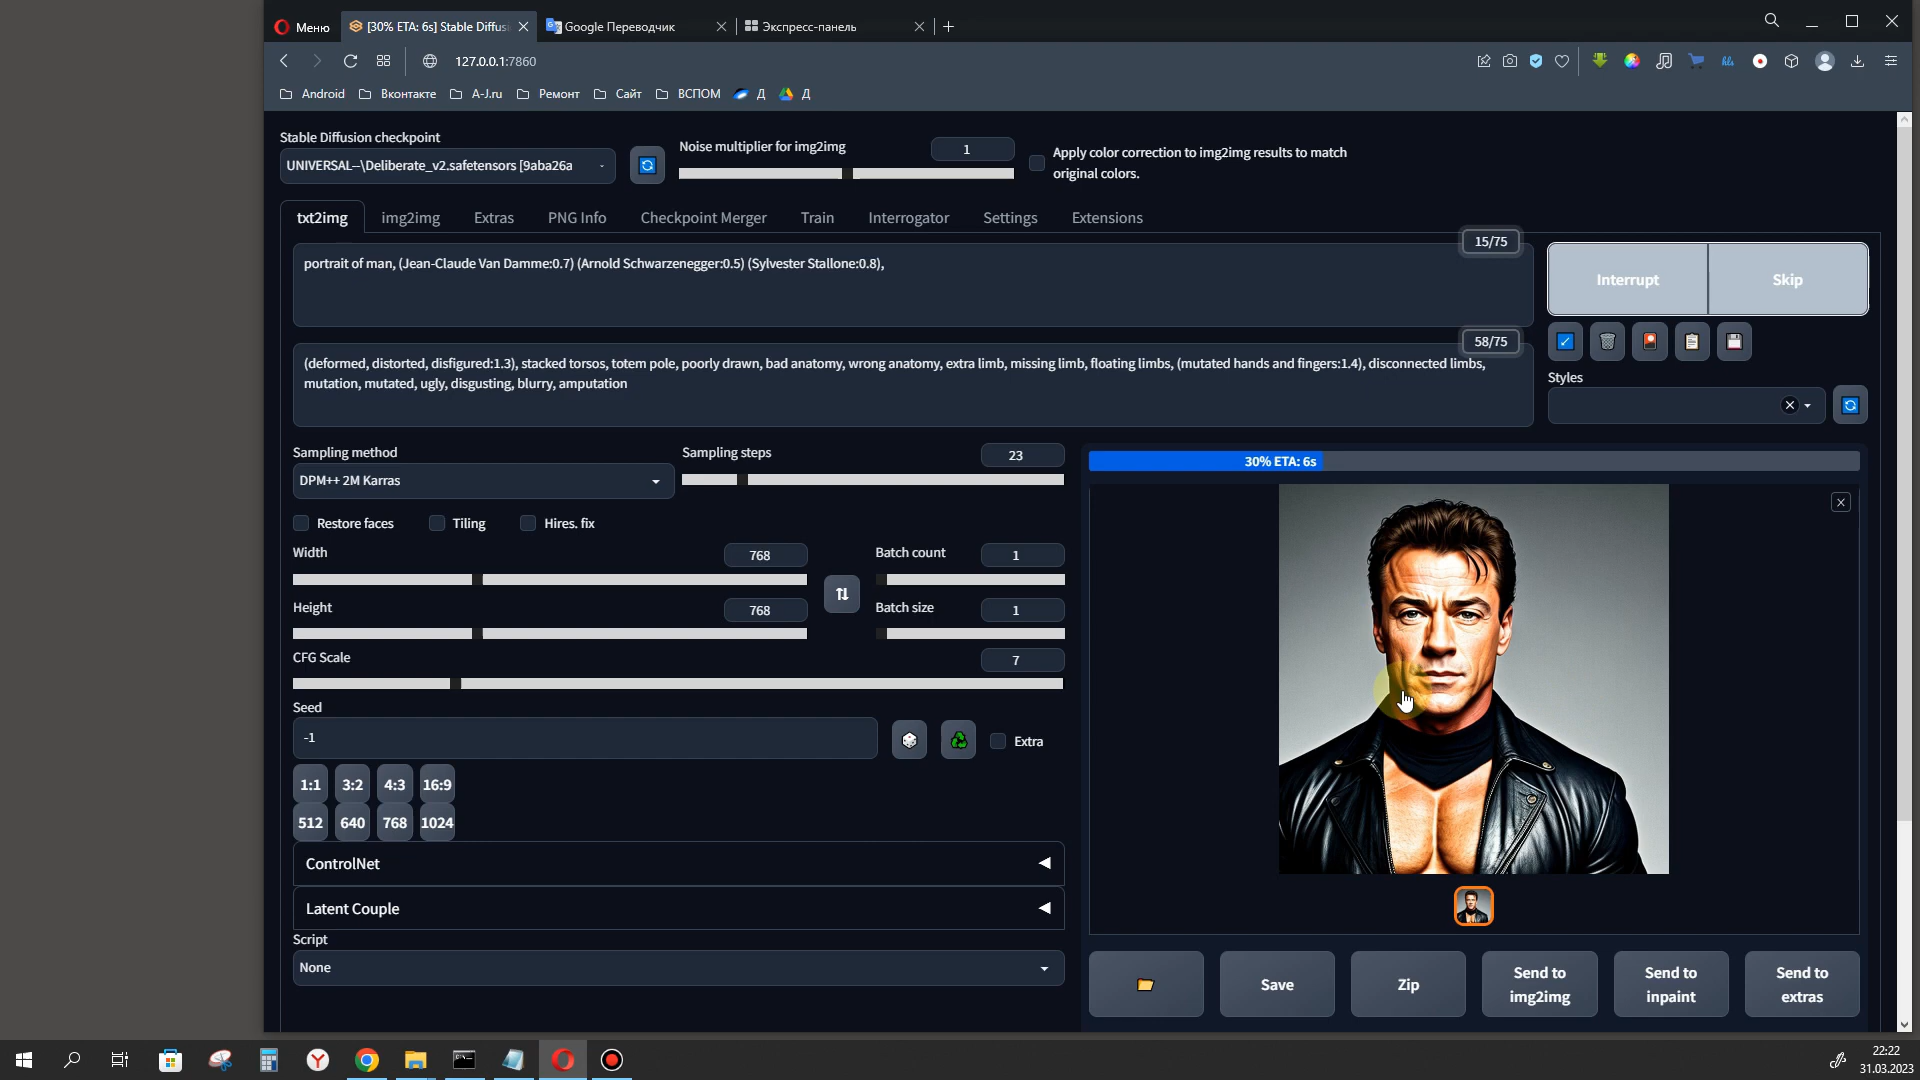 Меню
[30% ETA: 6s] Stable Diffus
Google Переводчик
Экспресс-панель
127.0.0.1:7860
Android
Вконтакте
A-J.ru
Ремонт
Сайт
ВСПОМ
Д
Д
Stable Diffusion checkpoint
UNIVERSAL--\Deliberate_v2.safetensors [9aba26a
Noise multiplier for img2img
1
Apply color correction to img2img results to match
original colors.
txt2img
img2img
Extras
PNG Info
Checkpoint Merger
Train
Interrogator
Settings
Extensions
15/75
portrait of man, (Jean-Claude Van Damme:0.7) (Arnold Schwarzenegger:0.5) (Sylvester Stallone:0.8),
Interrupt
Skip
58/75
(deformed, distorted, disfigured:1.3), stacked torsos, totem pole, poorly drawn, bad anatomy, wrong anatomy, extra limb, missing limb, floating limbs, (mutated hands and fingers:1.4), disconnected limbs,
mutation, mutated, ugly, disgusting, blurry, amputation
Styles
Sampling method
DPM++ 2M Karras
Sampling steps
23
30% ETA: 6s
Restore faces
Tiling
Hires. fix
Width
768
Batch count
1
Height
768
Batch size
1
CFG Scale
7
Seed
-1
Extra
1:1
3:2
4:3
16:9
512
640
768
1024
ControlNet
Latent Couple
Script
None
Save
Zip
Send to
img2img
Send to
inpaint
Send to
extras
22:22
31.03.2023